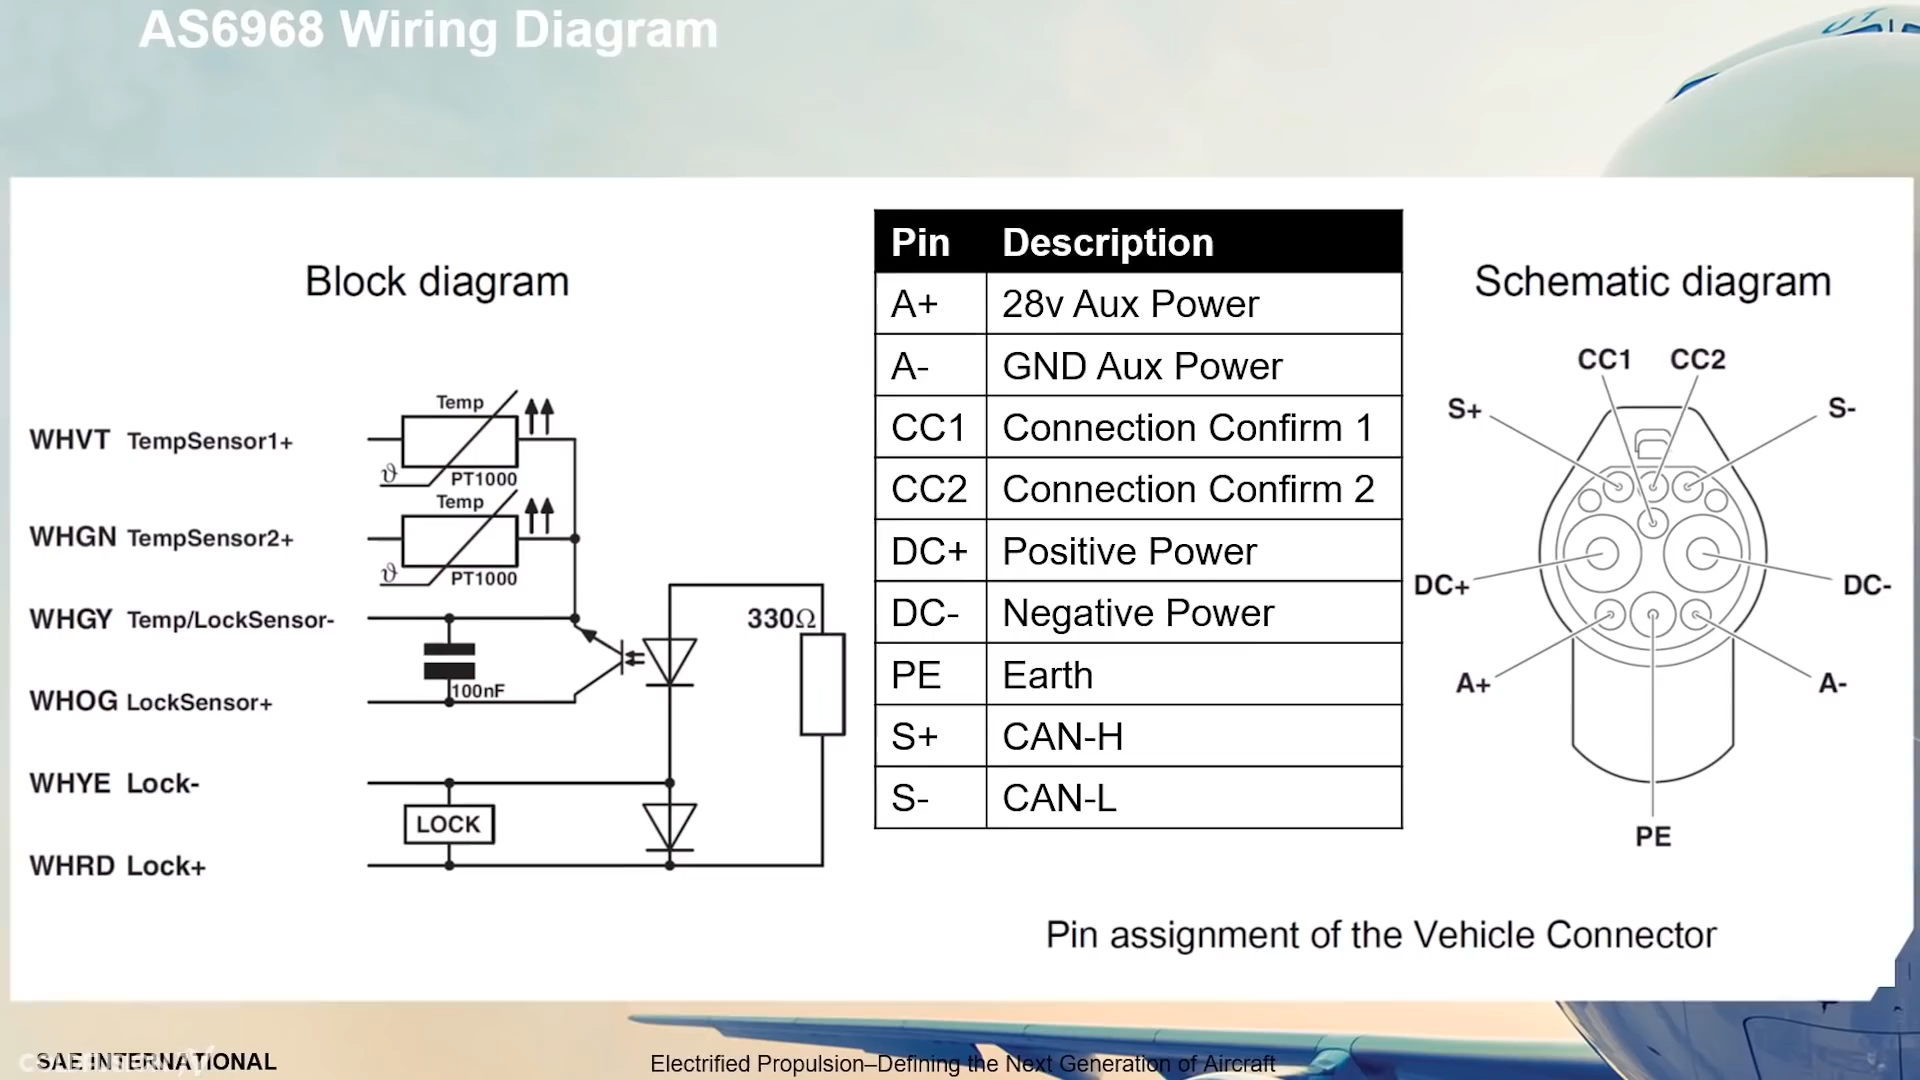 AS6968 Wiring Diagram
Block diagram
WHVT TempSensor1+
Temp
ϑ
PT1000
WHGN TempSensor2+
Temp
ϑ
PT1000
WHGY Temp/LockSensor-
100nF
WHOG LockSensor+
330Ω
WHYE Lock-
LOCK
WHRD Lock+
Pin Description
A+ 28v Aux Power
A- GND Aux Power
CC1 Connection Confirm 1
CC2 Connection Confirm 2
DC+ Positive Power
DC- Negative Power
PE Earth
S+ CAN-H
S- CAN-L
Schematic diagram
CC1 CC2
S+ S-
DC+ DC-
A+ A-
PE
Pin assignment of the Vehicle Connector
SAE INTERNATIONAL
Electrified Propulsion–Defining the Next Generation of Aircraft